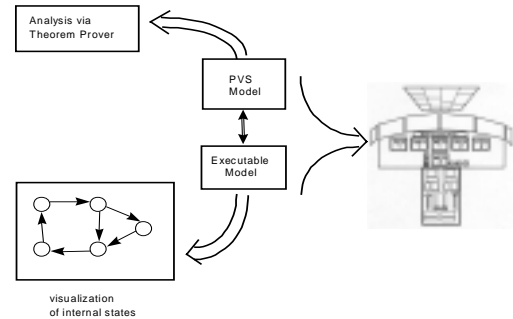 Analysis via
Theorem Prover
PVS
Model
Executable
Model
visualization
of internal states